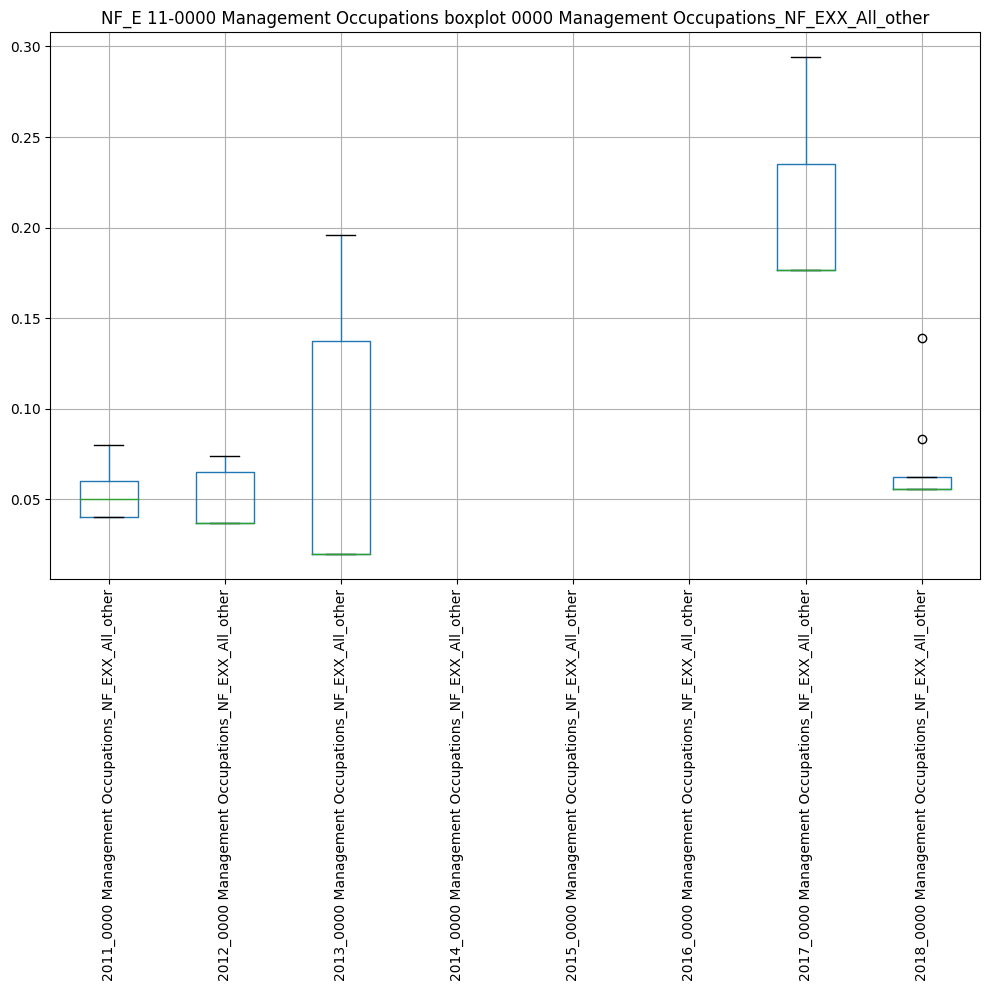 NF_E 11-0000 Management Occupations boxplot 0000 Management Occupations_NF_EXX_All_other
0.30
0.25
0.20
0.15
0.10
0.05
2011_0000 Management Occupations_NF_EXX_All_other
2012_0000 Management Occupations_NF_EXX_All_other
2013_0000 Management Occupations_NF_EXX_All_other
2014_0000 Management Occupations_NF_EXX_All_other
2015_0000 Management Occupations_NF_EXX_All_other
2016_0000 Management Occupations_NF_EXX_All_other
2017_0000 Management Occupations_NF_EXX_All_other
2018_0000 Management Occupations_NF_EXX_All_other